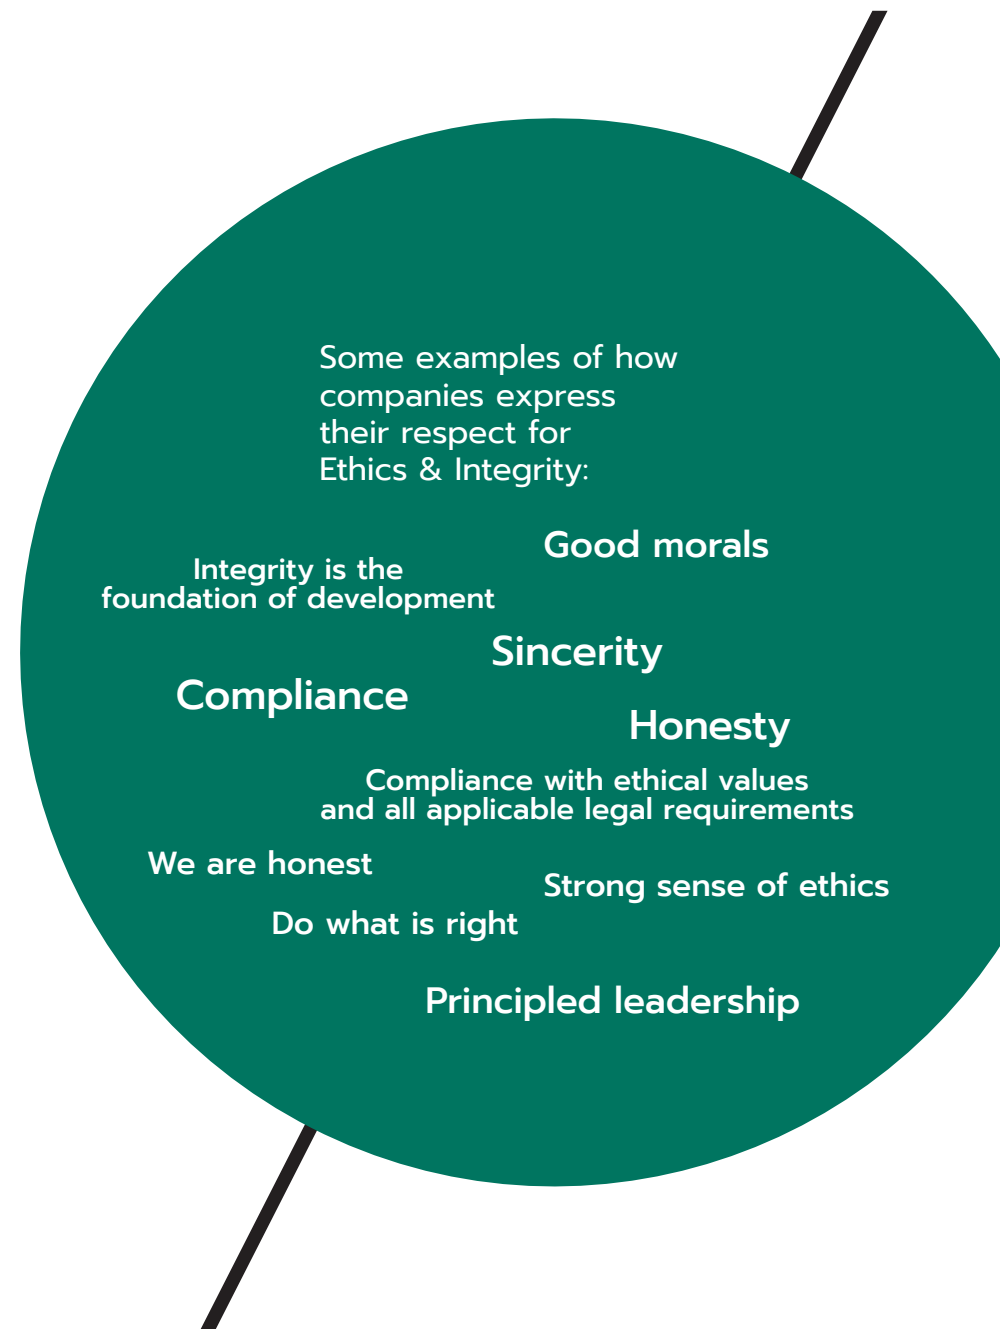 Some examples of how
companies express
their respect for
Ethics & Integrity:
Good morals
Integrity is the
foundation of development
Sincerity
Compliance
Honesty
Compliance with ethical values
and all applicable legal requirements
We are honest
Strong sense of ethics
Do what is right
Principled leadership